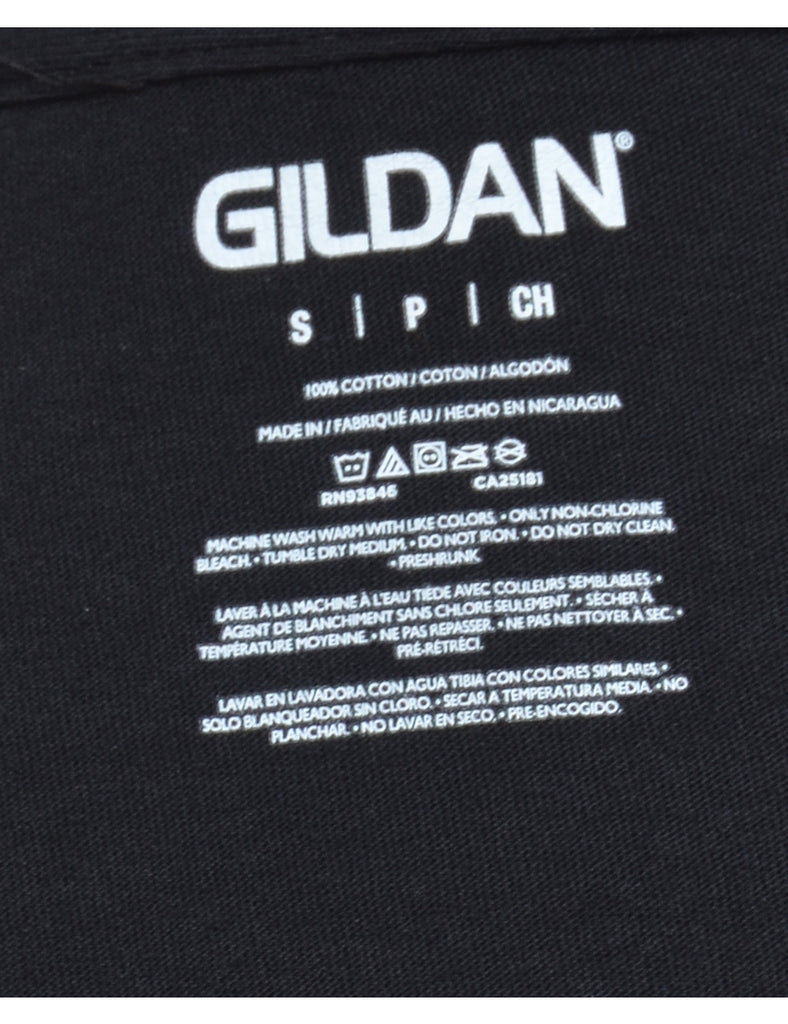 GILDAN®
S | P | CH
100% COTTON / COTON / ALGODÓN
MADE IN / FABRIQUÉ AU / HECHO EN NICARAGUA
RN93846 CA25181
MACHINE WASH WARM WITH LIKE COLORS. • ONLY NON-CHLORINE
BLEACH. • TUMBLE DRY MEDIUM. • DO NOT IRON. • DO NOT DRY CLEAN.
• PRESHRUNK.
LAVER À LA MACHINE À L'EAU TIÈDE AVEC COULEURS SEMBLABLES. •
AGENT DE BLANCHIMENT SANS CHLORE SEULEMENT. • SÉCHER À
TEMPÉRATURE MOYENNE. • NE PAS REPASSER. • NE PAS NETTOYER À SEC. •
PRÉ-RÉTRÉCI.
LAVAR EN LAVADORA CON AGUA TIBIA CON COLORES SIMILARES. •
SOLO BLANQUEADOR SIN CLORO. • SECAR A TEMPERATURA MEDIA. • NO
PLANCHAR. • NO LAVAR EN SECO. • PRE-ENCOGIDO.